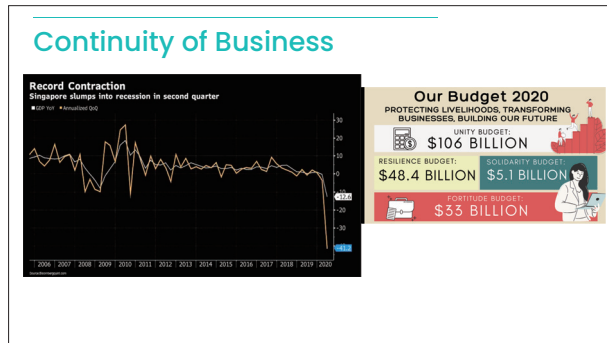 Continuity of Business
Record Contraction
Singapore slumps into recession in second quarter
GDP YoY Annualized QoQ
30
20
10
0
-10
-12.6
-20
-30
-41.2
2006 2007 2008 2009 2010 2011 2012 2013 2014 2015 2016 2017 2018 2019 2020
Our Budget 2020
PROTECTING LIVELIHOODS, TRANSFORMING
BUSINESSES, BUILDING OUR FUTURE
UNITY BUDGET:
$106 BILLION
RESILIENCE BUDGET:
$48.4 BILLION
SOLIDARITY BUDGET:
$5.1 BILLION
FORTITUDE BUDGET:
$33 BILLION